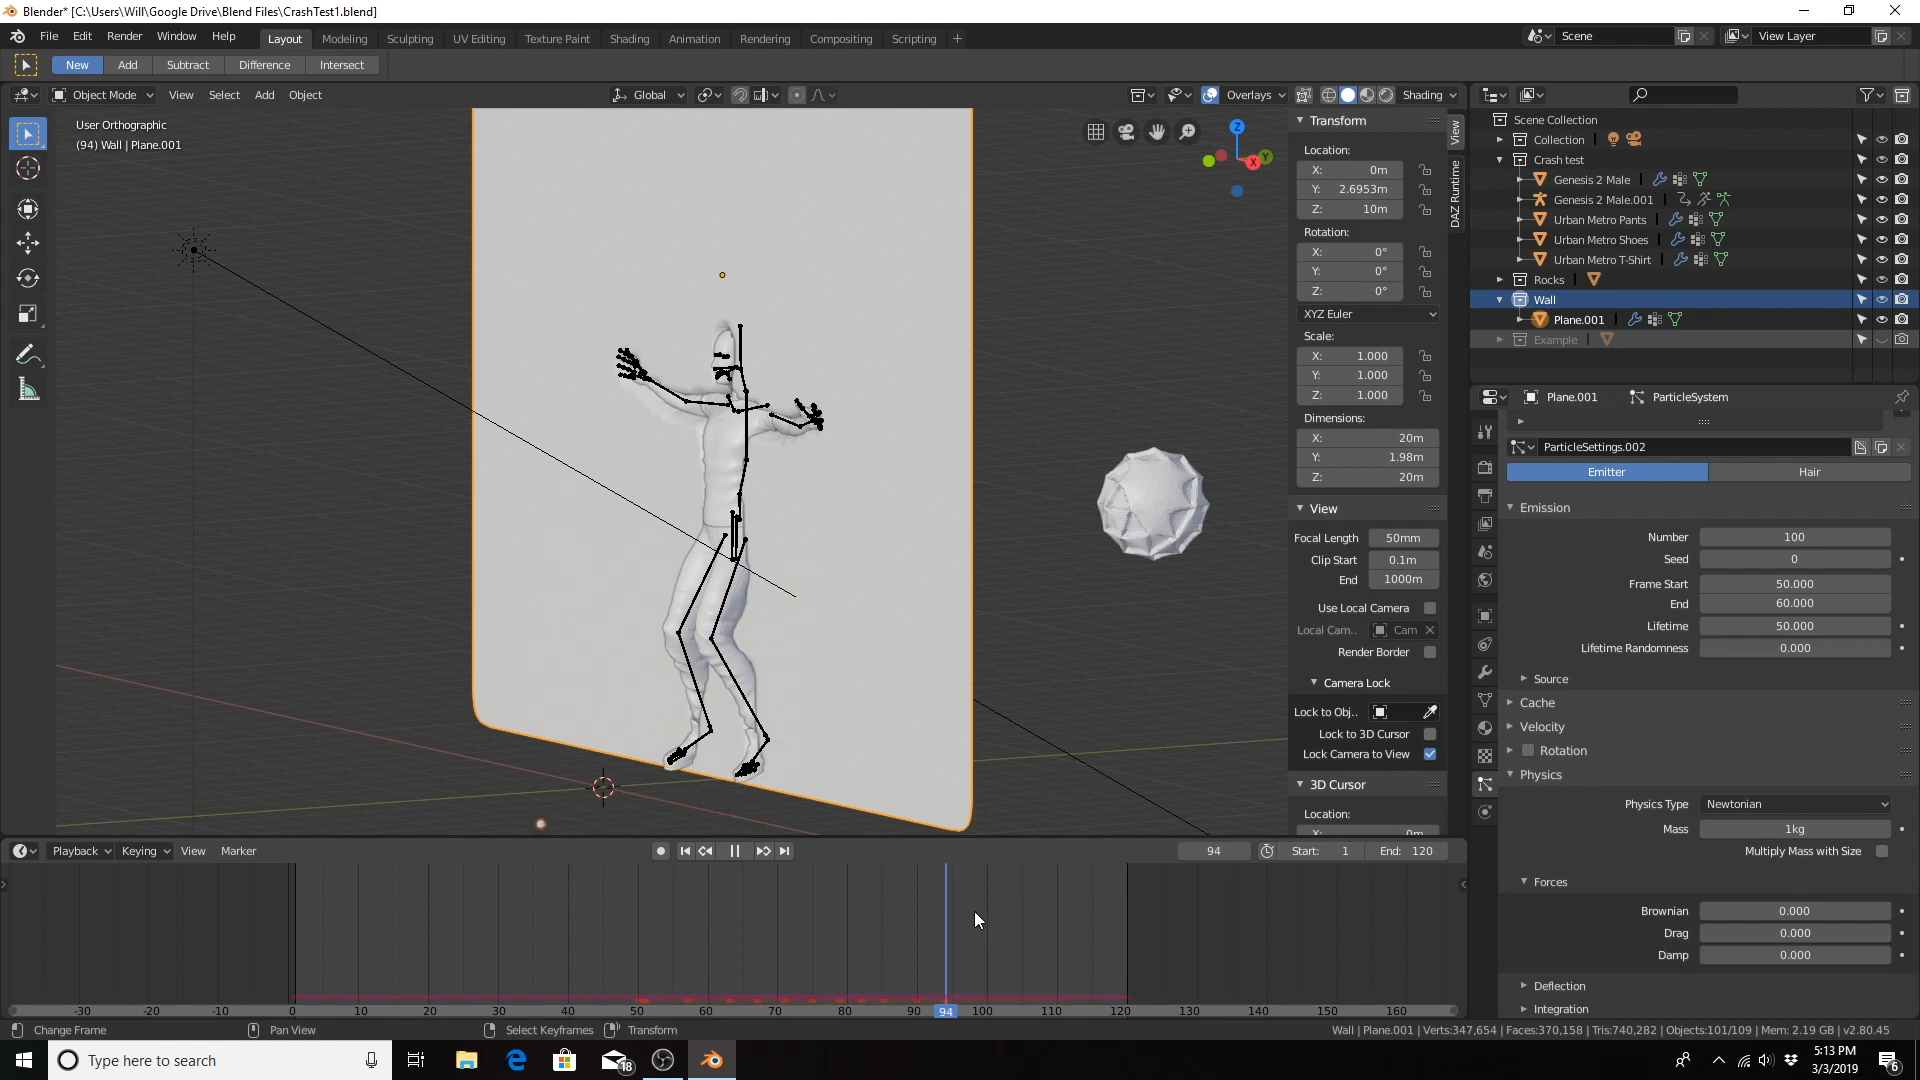 Blender* [C:\Users\Will\Google Drive\Blend Files\CrashTest1.blend]
File Edit Render Window Help Layout Modeling Sculpting UV Editing Texture Paint Shading Animation Rendering Compositing Scripting + Scene View Layer
New Add Subtract Difference Intersect
Object Mode View Select Add Object Global Overlays Shading
User Orthographic
(94) Wall | Plane.001
Z
Y
X
Transform
Location:
X: 0m
Y: 2.6953m
Z: 10m
Rotation:
X: 0°
Y: 0°
Z: 0°
XYZ Euler
Scale:
X: 1.000
Y: 1.000
Z: 1.000
Dimensions:
X: 20m
Y: 1.98m
Z: 20m
View
Focal Length 50mm
Clip Start 0.1m
End 1000m
Use Local Camera
Local Cam.. Cam
Render Border
Camera Lock
Lock to Obj..
Lock to 3D Cursor
Lock Camera to View
3D Cursor
Location:
X: 0m
View
DAZ Runtime
Scene Collection
Collection
Crash test
Genesis 2 Male
Genesis 2 Male.001
Urban Metro Pants
Urban Metro Shoes
Urban Metro T-Shirt
Rocks
Wall
Plane.001
Example
Plane.001 ParticleSystem
ParticleSettings.002
Emitter Hair
Emission
Number 100
Seed 0
Frame Start 50.000
End 60.000
Lifetime 50.000
Lifetime Randomness 0.000
Source
Cache
Velocity
Rotation
Physics
Physics Type Newtonian
Mass 1kg
Multiply Mass with Size
Forces
Brownian 0.000
Drag 0.000
Damp 0.000
Deflection
Integration
Playback Keying View Marker 94 Start: 1 End: 120
-30 -20 -10 0 10 20 30 40 50 60 70 80 90 94 100 110 120 130 140 150 160
Change Frame Pan View Select Keyframes Transform Wall | Plane.001 | Verts:347,654 | Faces:370,158 | Tris:740,282 | Objects:101/109 | Mem: 2.19 GB | v2.80.45
Type here to search 18 5:13 PM
3/3/2019 6